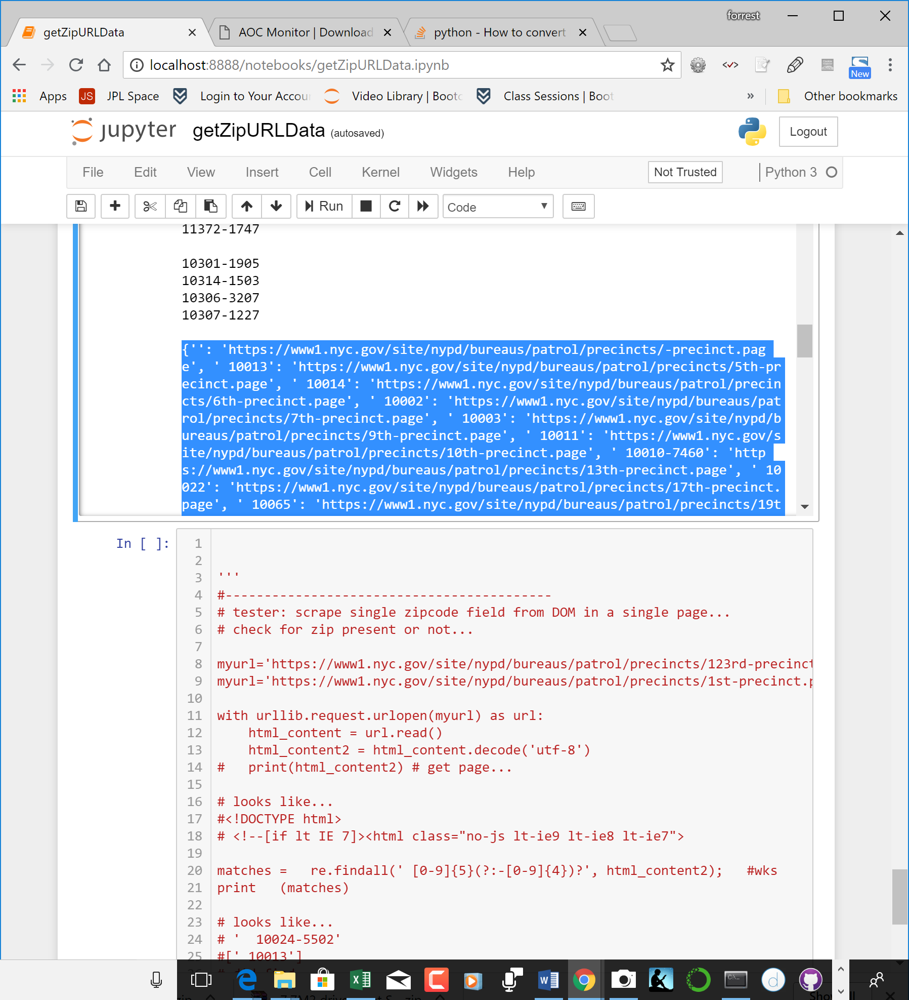 forrest
getZipURLData
AOC Monitor | Download
python - How to convert
localhost:8888/notebooks/getZipURLData.ipynb
New
Apps
JS
JPL Space
Login to Your Accou
Video Library | Boot
Class Sessions | Boot
»
Other bookmarks
jupyter getZipURLData (autosaved)
Logout
File Edit View Insert Cell Kernel Widgets Help
Not Trusted
Python 3
Run
Code
11372-1747
10301-1905
10314-1503
10306-3207
10307-1227
{'': 'https://www1.nyc.gov/site/nypd/bureaus/patrol/precincts/-precinct.pag
e', ' 10013': 'https://www1.nyc.gov/site/nypd/bureaus/patrol/precincts/5th-pr
ecinct.page', ' 10014': 'https://www1.nyc.gov/site/nypd/bureaus/patrol/precin
cts/6th-precinct.page', ' 10002': 'https://www1.nyc.gov/site/nypd/bureaus/pat
rol/precincts/7th-precinct.page', ' 10003': 'https://www1.nyc.gov/site/nypd/b
ureaus/patrol/precincts/9th-precinct.page', ' 10011': 'https://www1.nyc.gov/s
ite/nypd/bureaus/patrol/precincts/10th-precinct.page', ' 10010-7460': 'http
s://www1.nyc.gov/site/nypd/bureaus/patrol/precincts/13th-precinct.page', ' 10
022': 'https://www1.nyc.gov/site/nypd/bureaus/patrol/precincts/17th-precinct.
page', ' 10065': 'https://www1.nyc.gov/site/nypd/bureaus/patrol/precincts/19t
In [ ]:
1
2
3 '''
4 #------------------------------------------
5 # tester: scrape single zipcode field from DOM in a single page...
6 # check for zip present or not...
7
8 myurl='https://www1.nyc.gov/site/nypd/bureaus/patrol/precincts/123rd-precinct
9 myurl='https://www1.nyc.gov/site/nypd/bureaus/patrol/precincts/1st-precinct.p
10
11 with urllib.request.urlopen(myurl) as url:
12     html_content = url.read()
13     html_content2 = html_content.decode('utf-8')
14 #   print(html_content2) # get page...
15
16 # looks like...
17 #<!DOCTYPE html>
18 # <!--[if lt IE 7]><html class="no-js lt-ie9 lt-ie8 lt-ie7">
19
20 matches =   re.findall(' [0-9]{5}(?:-[0-9]{4})?', html_content2);   #wks
21 print   (matches)
22
23 # looks like...
24 # '  10024-5502'
25 #[' 10013']